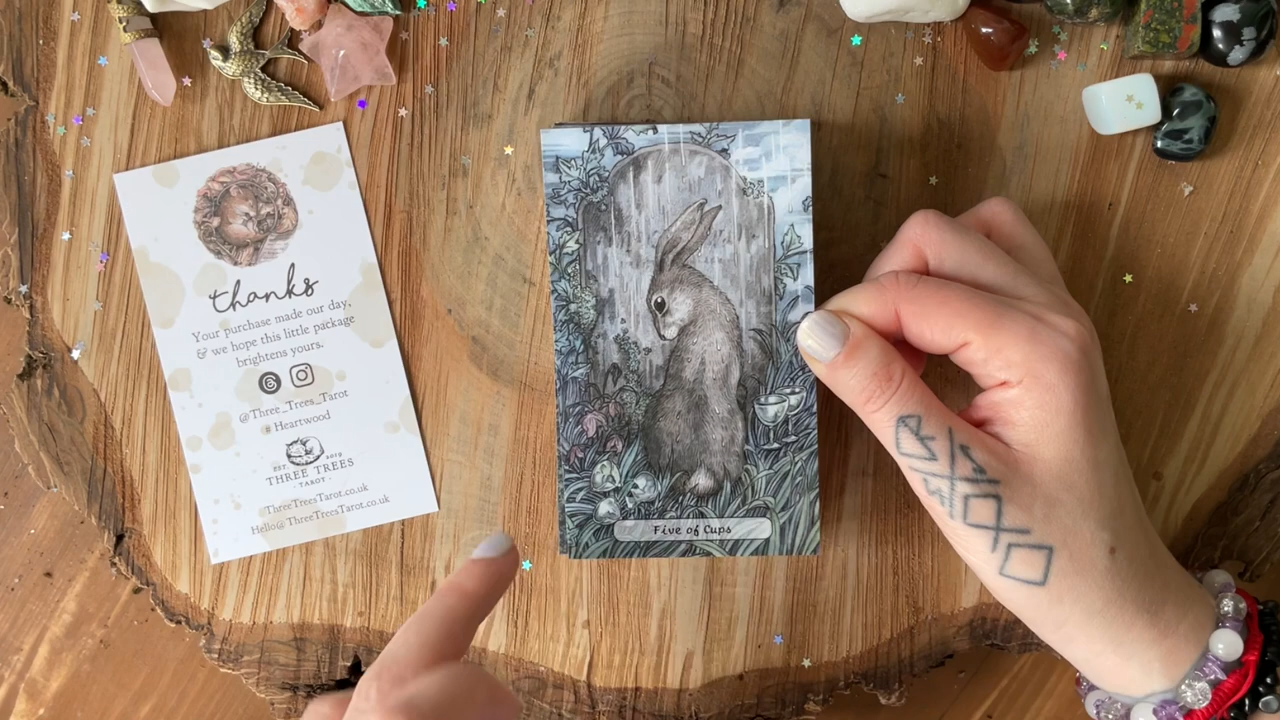 thanks
Your purchase made our day,
& we hope this little package
brightens yours.
@Three_Trees_Tarot
# Heartwood
EST. 2019
THREE TREES
· TAROT ·
ThreeTreesTarot.co.uk
Hello@ThreeTreesTarot.co.uk
Five of Cups